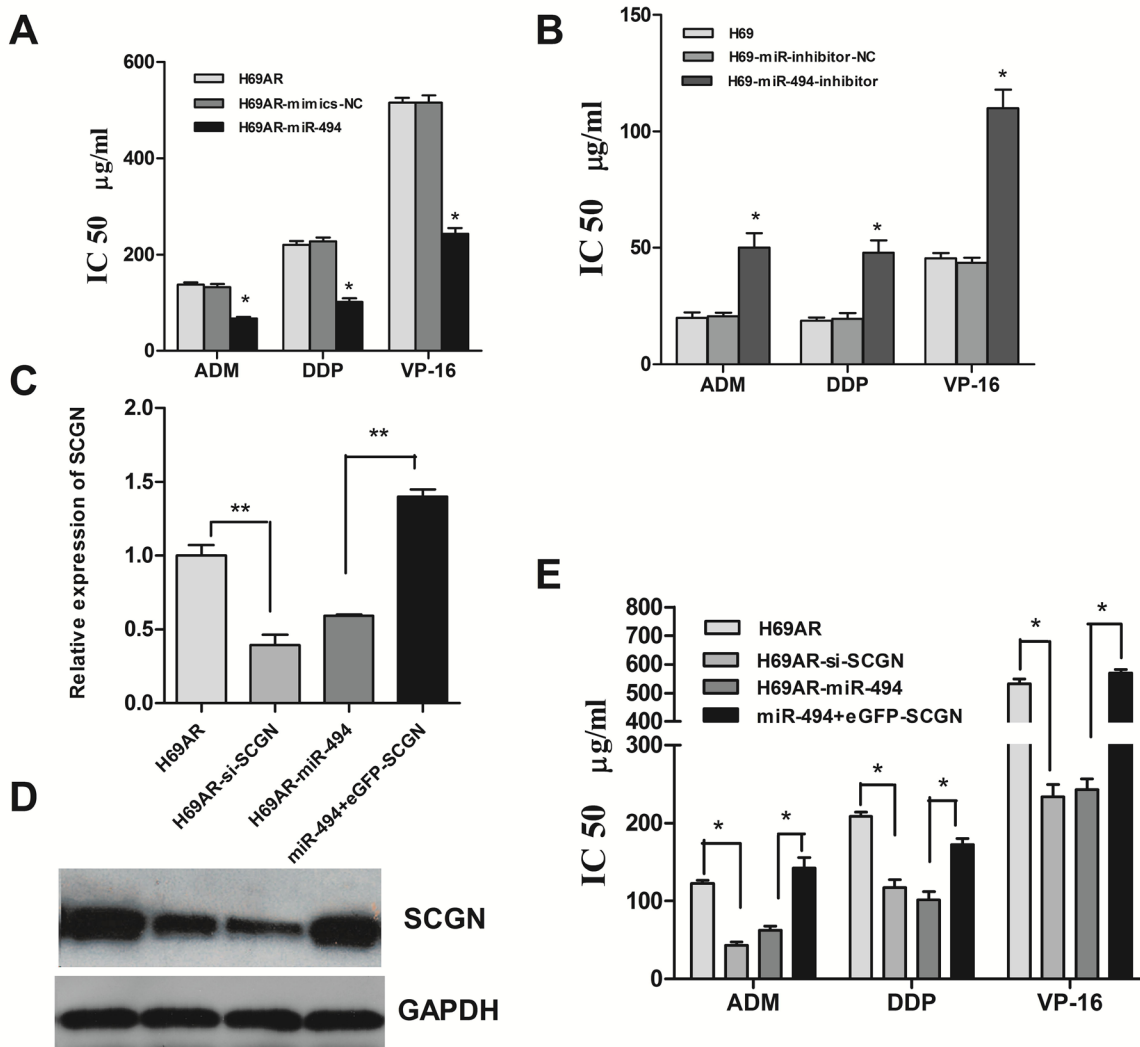 A
600
400
200
0
IC 50 µg/ml
H69AR
H69AR-mimics-NC
H69AR-miR-494
*
*
*
ADM DDP VP-16
B
150
100
50
0
IC 50 µg/ml
H69
H69-miR-inhibitor-NC
H69-miR-494-inhibitor
*
*
*
ADM DDP VP-16
C
2.0
1.5
1.0
0.5
0.0
Relative expression of SCGN
**
**
H69AR
H69AR-si-SCGN
H69AR-miR-494
miR-494+eGFP-SCGN
D
SCGN
GAPDH
E
800
700
600
500
400
300
200
100
0
IC 50 µg/ml
H69AR
H69AR-si-SCGN
H69AR-miR-494
miR-494+eGFP-SCGN
* *
* *
* *
ADM DDP VP-16